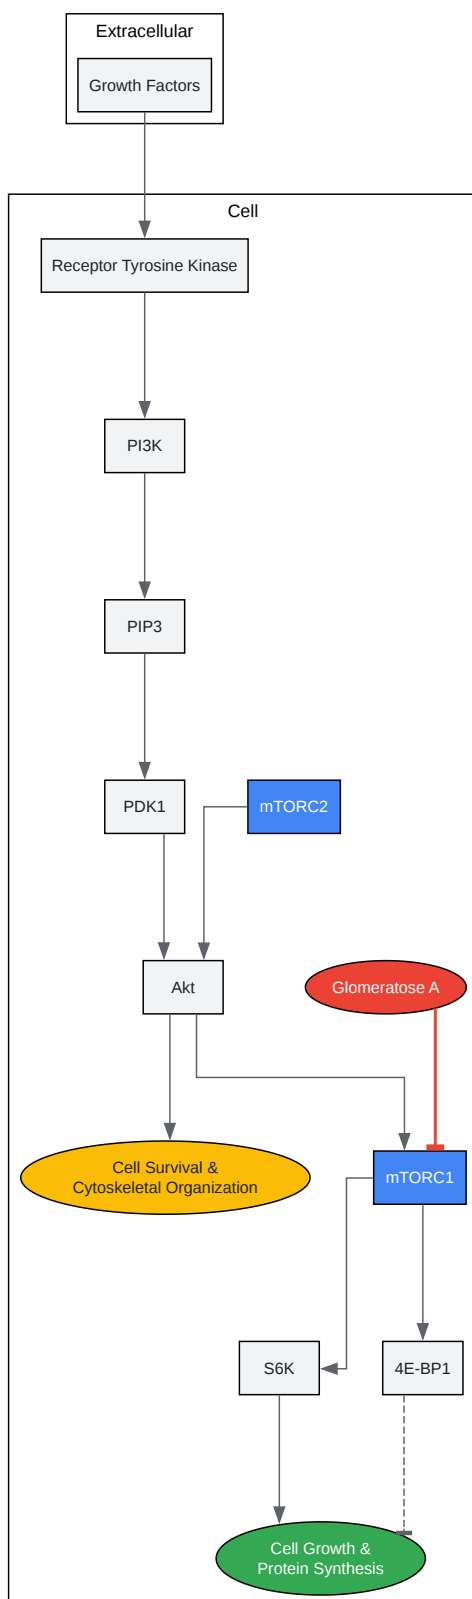 Extracellular
Growth Factors
Cell
Receptor Tyrosine Kinase
PI3K
PIP3
PDK1
mTORC2
Akt
Glomeratose A
Cell Survival &
Cytoskeletal Organization
mTORC1
S6K
4E-BP1
Cell Growth &
Protein Synthesis